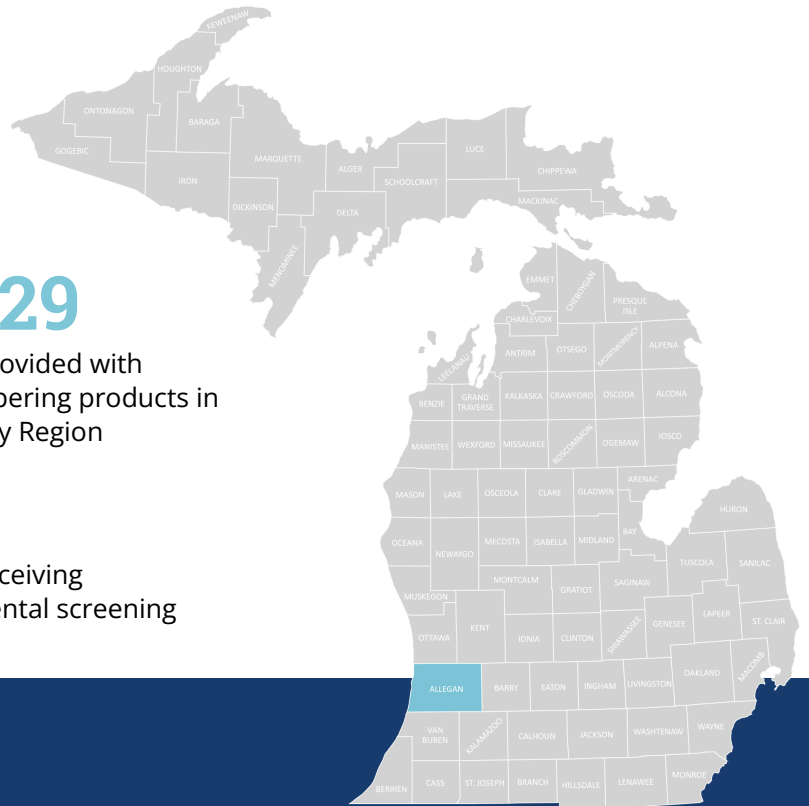 KEWEENAW
HOUGHTON
ONTONAGON
BARAGA
GOGEBIC
MARQUETTE
LUCE
ALGER
CHIPPEWA
IRON
SCHOOLCRAFT
MACKINAC
DICKINSON
DELTA
MENOMINEE
EMMET
CHEBOYGAN
29
PRESQUE
ISLE
CHARLEVOIX
ovided with
ANTRIM
OTSEGO
MONTMORENCY
ALPENA
LEELANAU
bering products in
BENZIE
GRAND
TRAVERSE
KALKASKA
CRAWFORD
OSCODA
ALCONA
y Region
MANISTEE
WEXFORD
MISSAUKEE
ROSCOMMON
OGEMAW
IOSCO
ARENAC
MASON
LAKE
OSCEOLA
CLARE
GLADWIN
HURON
OCEANA
NEWAYGO
MECOSTA
ISABELLA
MIDLAND
BAY
TUSCOLA
SANILAC
ceiving
MONTCALM
GRATIOT
SAGINAW
ental screening
MUSKEGON
OTTAWA
KENT
IONIA
CLINTON
SHIAWASSEE
GENESEE
LAPEER
ST. CLAIR
ALLEGAN
BARRY
EATON
INGHAM
LIVINGSTON
OAKLAND
MACOMB
VAN
BUREN
KALAMAZOO
CALHOUN
JACKSON
WASHTENAW
WAYNE
BERRIEN
CASS
ST. JOSEPH
BRANCH
HILLSDALE
LENAWEE
MONROE